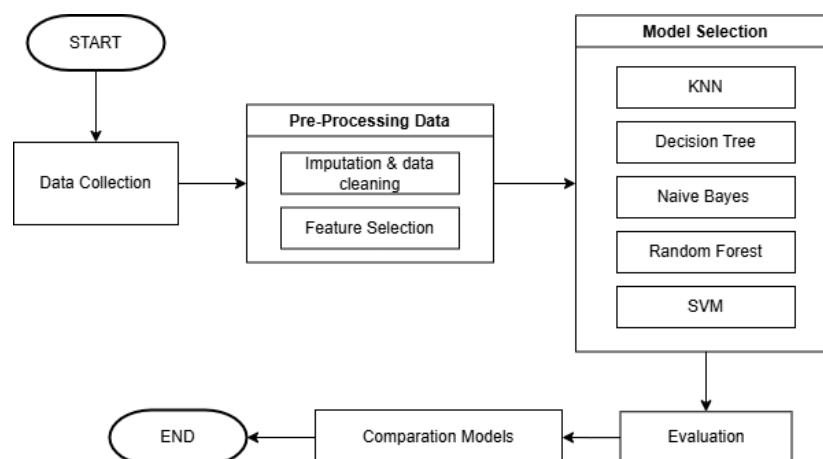 START
Data Collection
Pre-Processing Data
Imputation & data
cleaning
Feature Selection
Model Selection
KNN
Decision Tree
Naive Bayes
Random Forest
SVM
Evaluation
Comparation Models
END